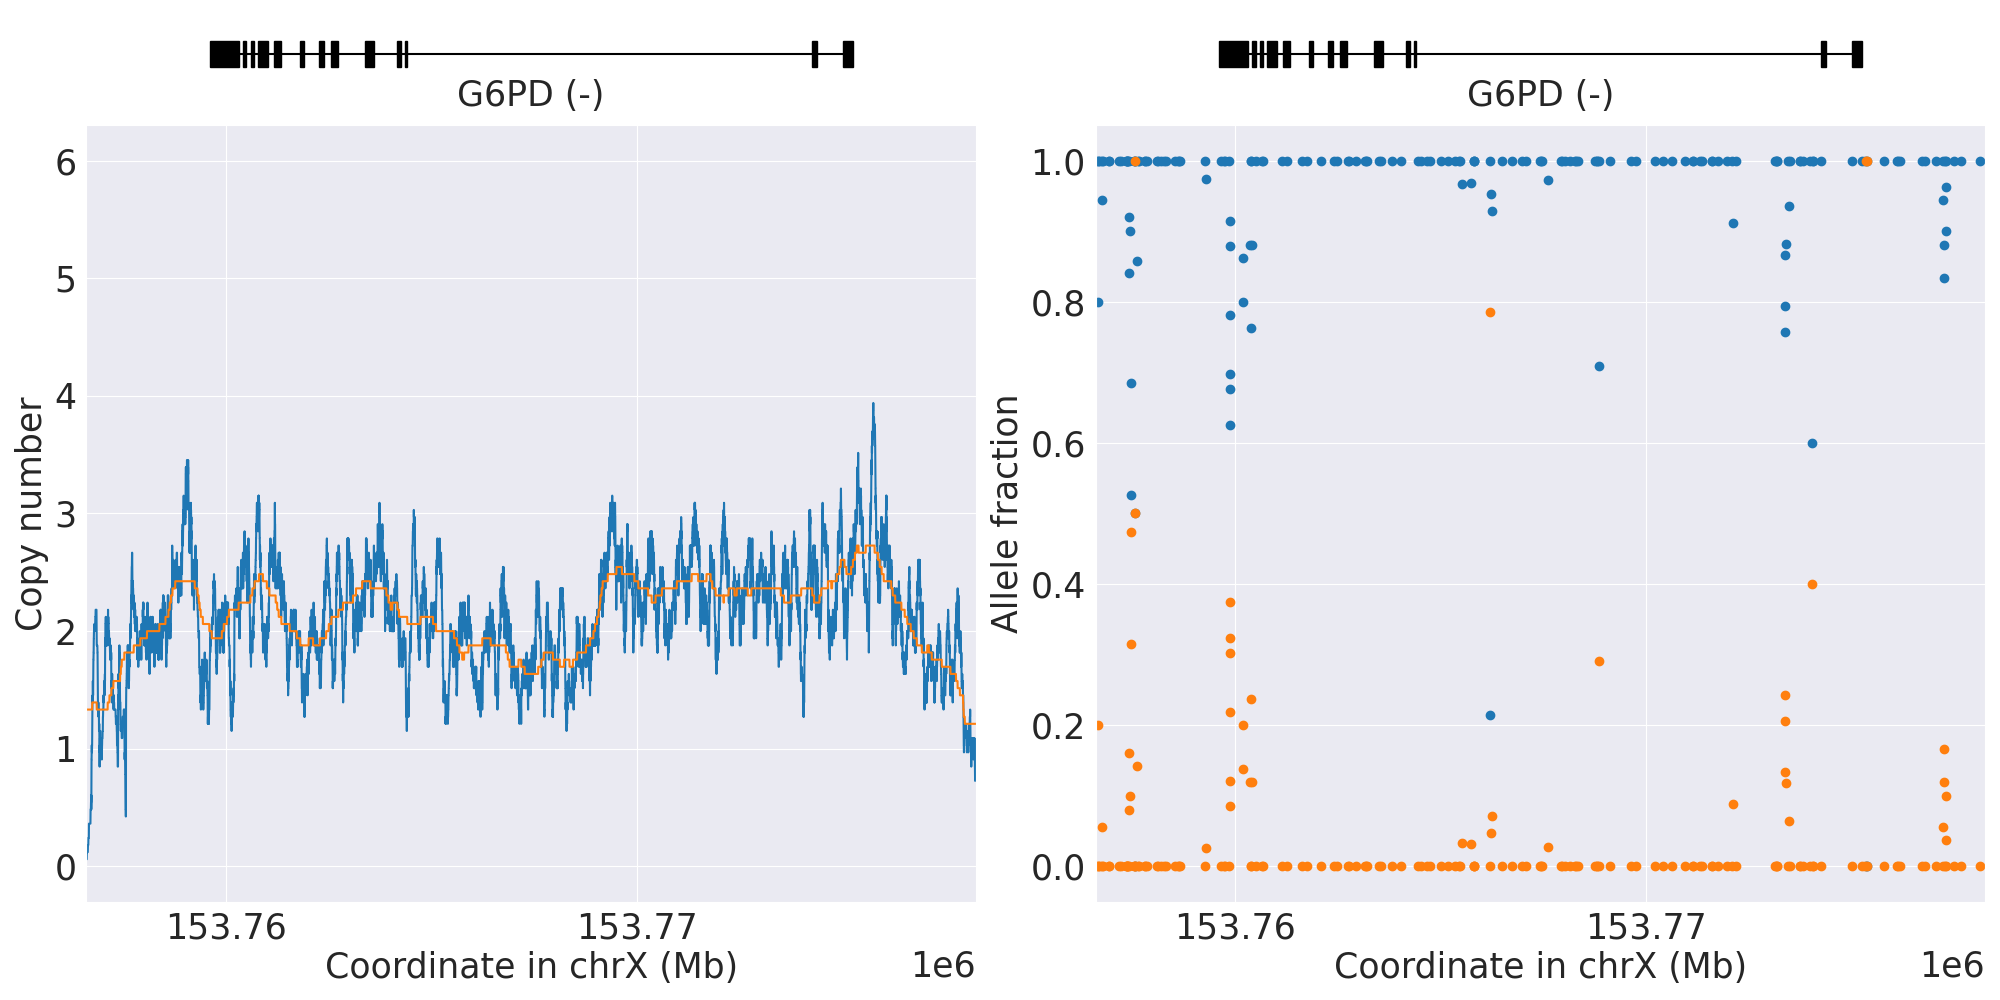 G6PD (-)
6
5
4
3
2
1
0
Copy number
153.76
153.77
Coordinate in chrX (Mb)
1e6
G6PD (-)
1.0
0.8
0.6
0.4
0.2
0.0
Allele fraction
153.76
153.77
Coordinate in chrX (Mb)
1e6